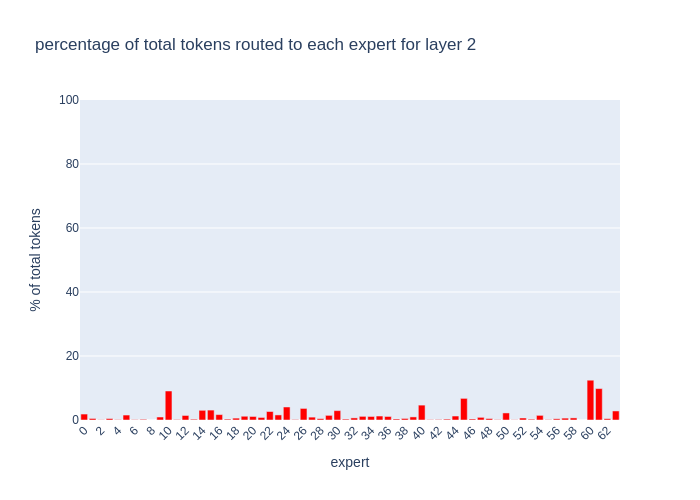 percentage of total tokens routed to each expert for layer 2
100
80
60
40
20
0
% of total tokens
0 2 4 6 8 10 12 14 16 18 20 22 24 26 28 30 32 34 36 38 40 42 44 46 48 50 52 54 56 58 60 62
expert